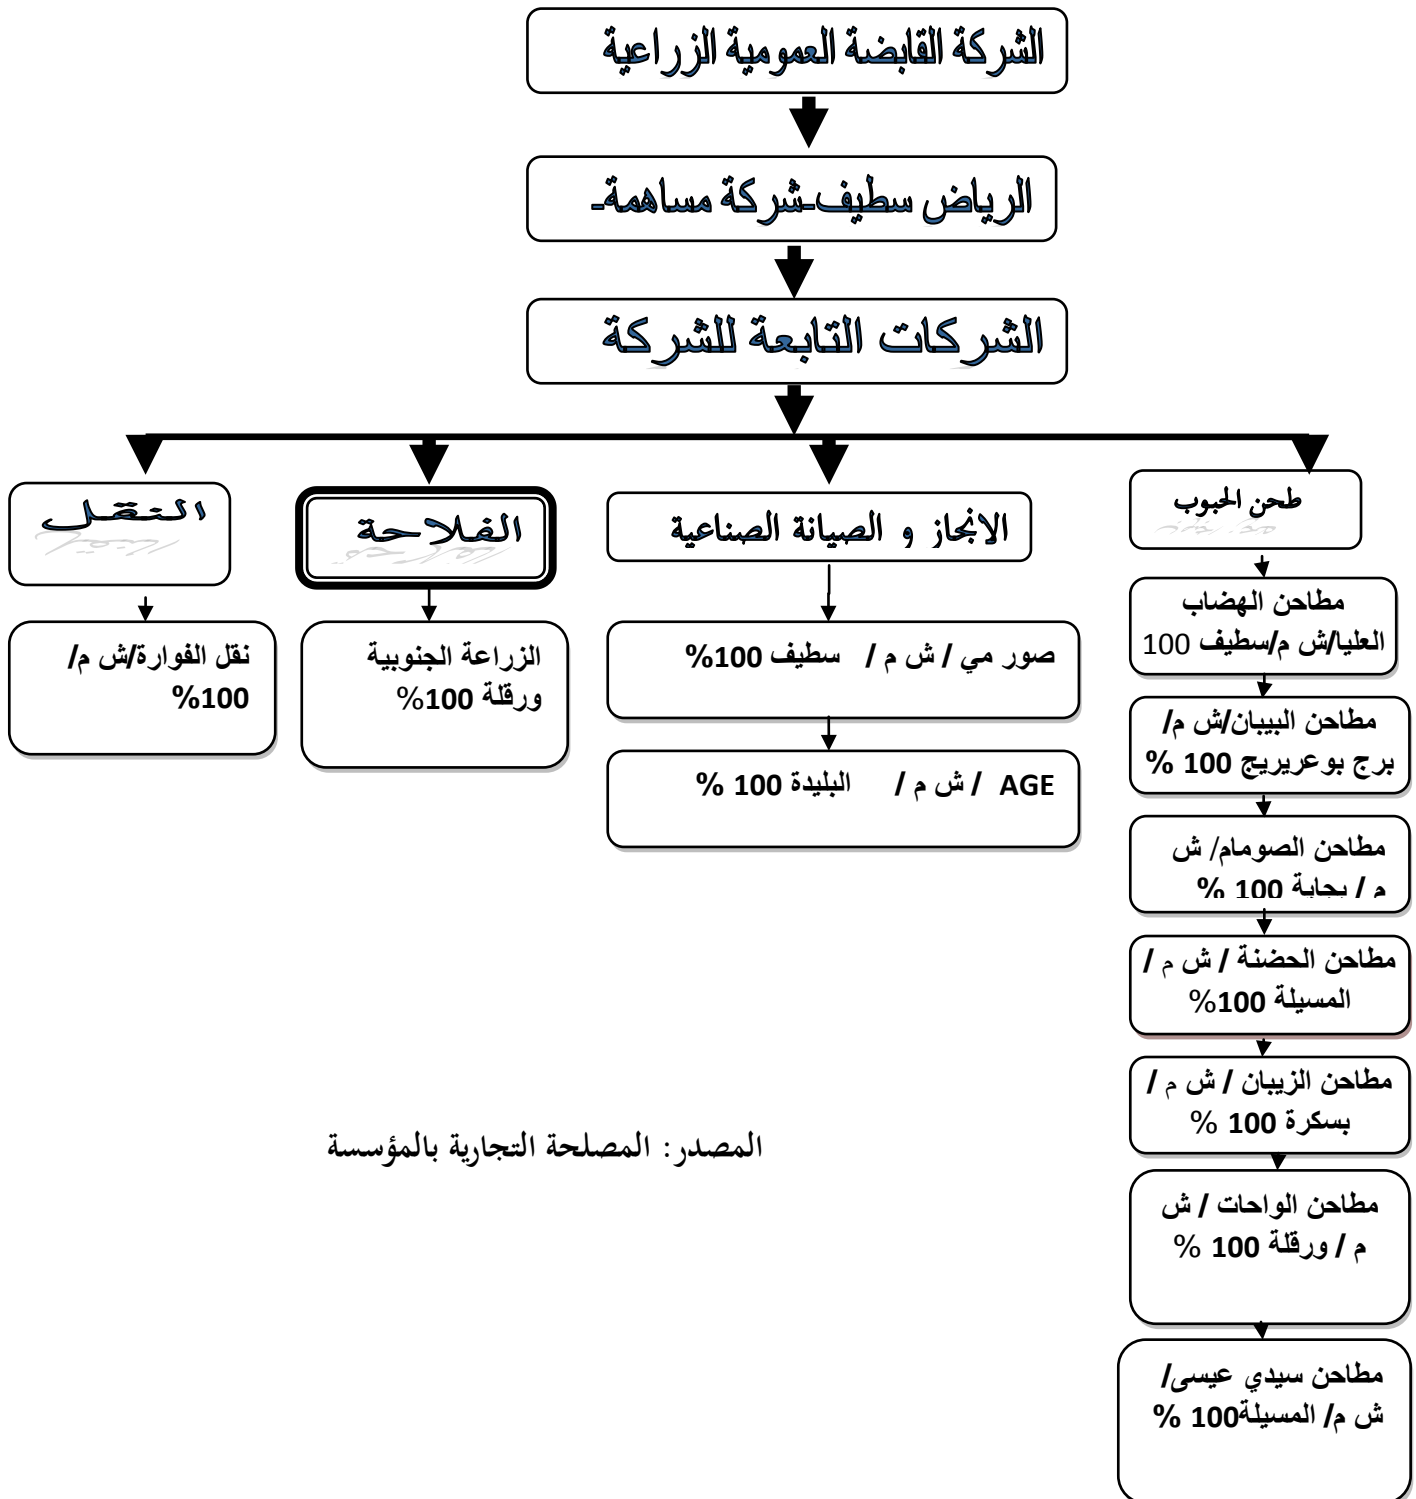 الشركة القابضة العمومية الزراعية
الرياض سطيف-شركة مساهمة-
الشركات التابعة للشركة
طحن الحبوب
الانجاز و الصيانة الصناعية
الفلاحة
النقل
مطاحن الهضاب
العليا/ش م/سطيف 100
مطاحن البيبان/ش م/
برج بوعريريج 100 %
مطاحن الصومام/ ش
م / بجاية 100 %
مطاحن الحضنة / ش م /
المسيلة 100%
مطاحن الزيبان / ش م /
بسكرة 100 %
مطاحن الواحات / ش
م / ورقلة 100 %
مطاحن سيدي عيسى/
ش م/ المسيلة100 %
صور مي / ش م / سطيف 100%
AGE / ش م / البليدة 100 %
الزراعة الجنوبية
ورقلة 100%
نقل الفوارة/ش م/
100%
المصدر: المصلحة التجارية بالمؤسسة